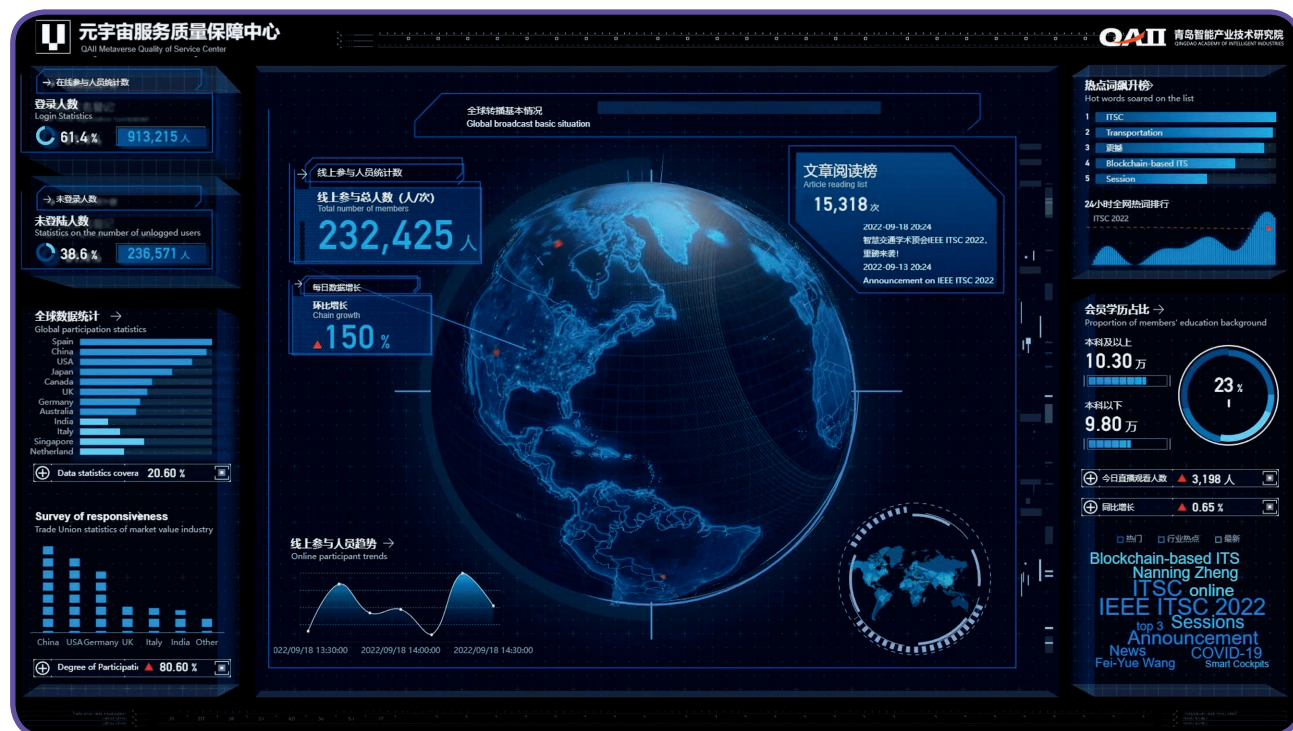 元宇宙服务质量保障中心
QAII Metaverse Quality of Service Center
QAII
青岛智能产业技术研究院
QINGDAO ACADEMY OF INTELLIGENT INDUSTRIES
在线参与人员统计数
登录人数
Login Statistics
61.4 %
913,215 人
未登录人数
未登陆人数
Statistics on the number of unlogged users
38.6 %
236,571 人
全球数据统计
Global participation statistics
Spain
China
USA
Japan
Canada
UK
Germany
Australia
India
Italy
Singapore
Netherland
Data statistics covera 20.60 %
Survey of responsiveness
Trade Union statistics of market value industry
China USA Germany UK Italy India Other
Degree of Participati 80.60 %
全球转播基本情况
Global broadcast basic situation
线上参与人员统计数
线上参与总人数 (人/次)
Total number of members
232,425 人
每日数据增长
环比增长
Chain growth
150 %
文章阅读榜
Article reading list
15,318 次
2022-09-18 20:24
智慧交通学术顶会IEEE ITSC 2022,
重磅来袭!
2022-09-13 20:24
Announcement on IEEE ITSC 2022
线上参与人员趋势
Online participant trends
022/09/18 13:30:00 2022/09/18 14:00:00 2022/09/18 14:30:00
热点词飙升榜
Hot words soared on the list
1 ITSC
2 Transportation
3
4 Blockchain-based ITS
5 Session
24小时全网热词排行
ITSC 2022
会员学历占比
Proportion of members' education background
本科及以上
10.30 万
本科以下
9.80 万
23 %
今日直播观看人数 3,198 人
同比增长 0.65 %
热门 行业热点 最新
Blockchain-based ITS
Nanning Zheng
ITSC online
IEEE ITSC 2022
top 3 Sessions
Announcement
News COVID-19
Fei-Yue Wang Smart Cockpits